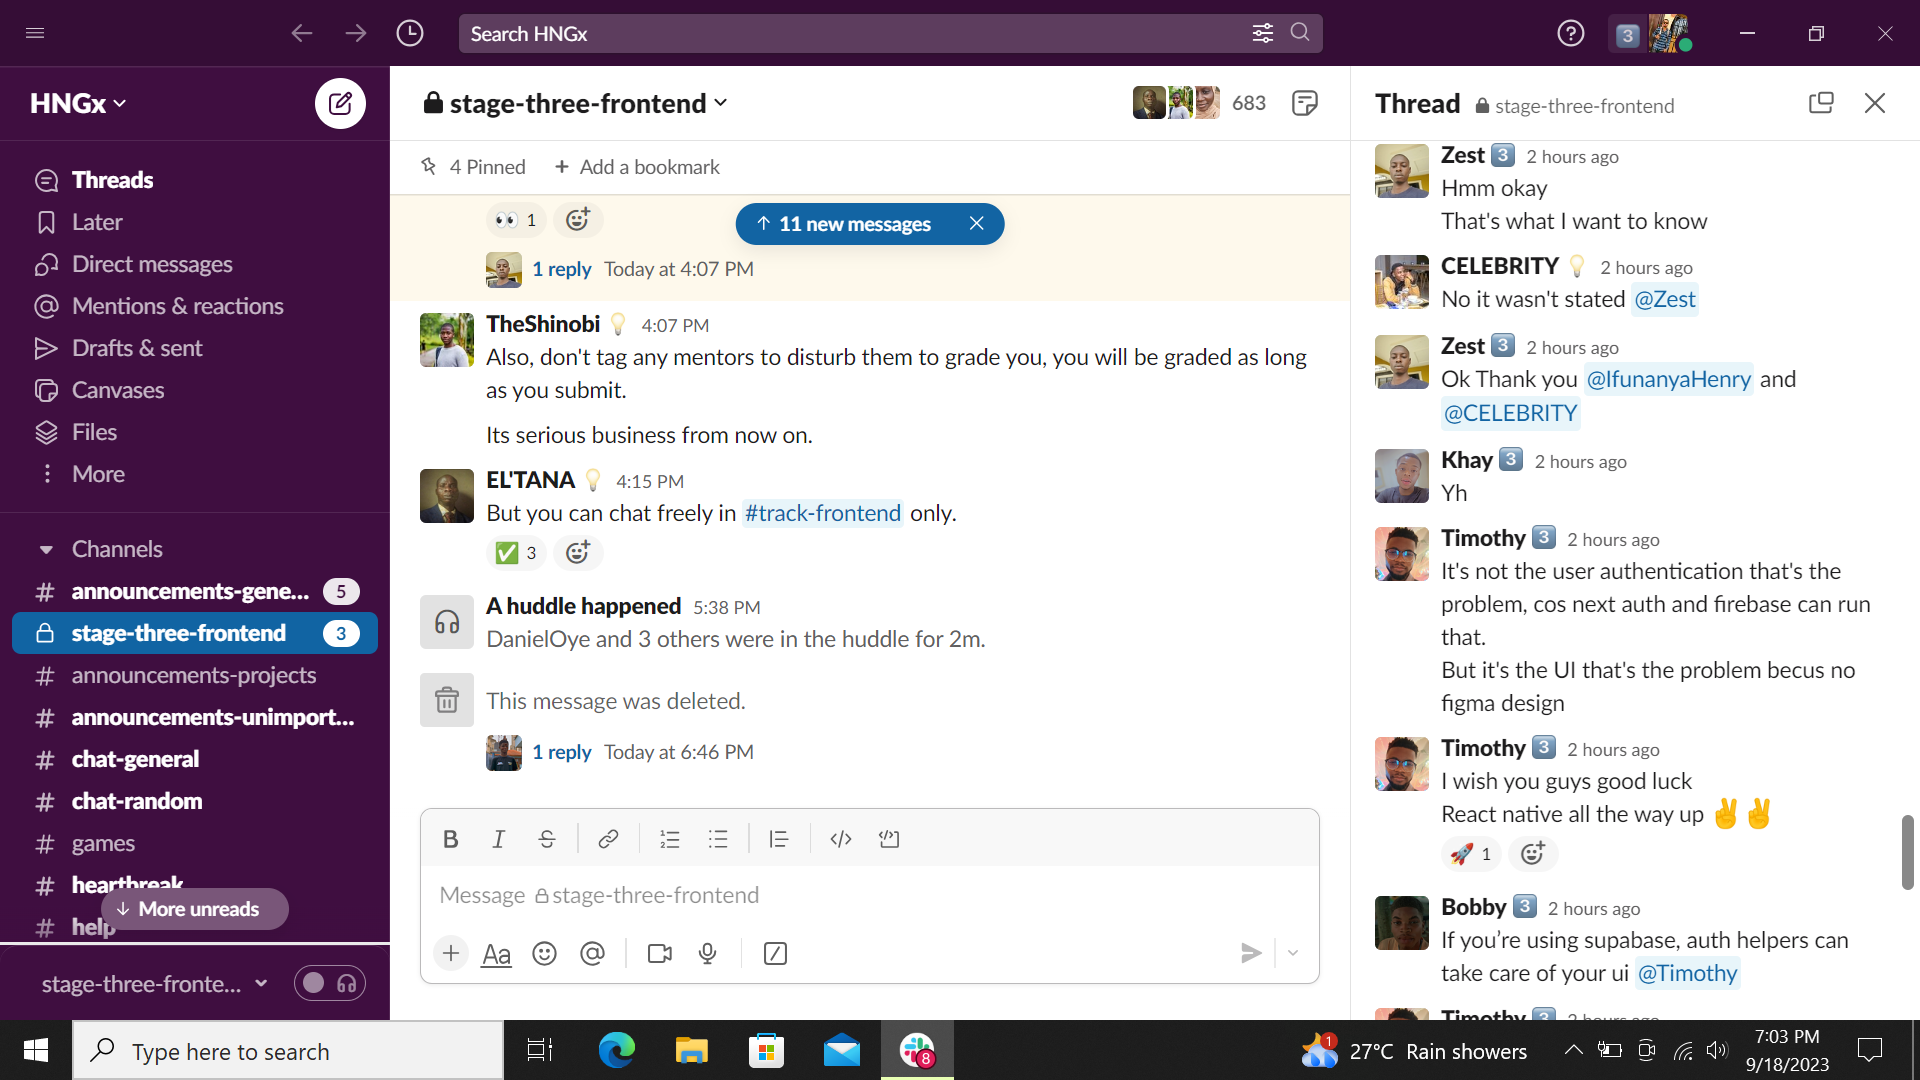 Search HNGx
3
HNGx
Threads
Later
Direct messages
Mentions & reactions
Drafts & sent
Canvases
Files
More
Channels
announcements-gene... 5
stage-three-frontend 3
announcements-projects
announcements-unimport...
chat-general
chat-random
games
heartbreak
More unreads
help
stage-three-fronte...
stage-three-frontend
683
4 Pinned
Add a bookmark
11 new messages
1
1 reply Today at 4:07 PM
TheShinobi 4:07 PM
Also, don't tag any mentors to disturb them to grade you, you will be graded as long
as you submit.
Its serious business from now on.
EL'TANA 4:15 PM
But you can chat freely in #track-frontend only.
3
A huddle happened 5:38 PM
DanielOye and 3 others were in the huddle for 2m.
This message was deleted.
1 reply Today at 6:46 PM
Message stage-three-frontend
Aa
Thread stage-three-frontend
Zest 3 2 hours ago
Hmm okay
That's what I want to know
CELEBRITY 2 hours ago
No it wasn't stated @Zest
Zest 3 2 hours ago
Ok Thank you @IfunanyaHenry and
@CELEBRITY
Khay 3 2 hours ago
Yh
Timothy 3 2 hours ago
It's not the user authentication that's the
problem, cos next auth and firebase can run
that.
But it's the UI that's the problem becus no
figma design
Timothy 3 2 hours ago
I wish you guys good luck
React native all the way up ✌✌
1
Bobby 3 2 hours ago
If you’re using supabase, auth helpers can
take care of your ui @Timothy
Timothy 3 2 hours ago
Type here to search
8
1
27°C Rain showers
7:03 PM
9/18/2023